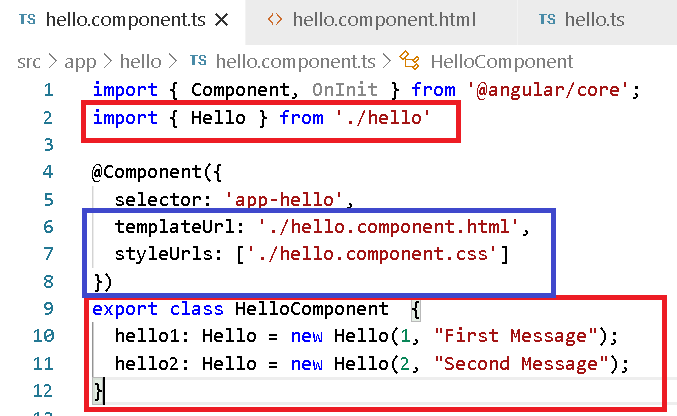 TS hello.component.ts × <> hello.component.html TS hello.ts
src > app > hello > TS hello.component.ts > HelloComponent
1 import { Component, OnInit } from '@angular/core';
2 import { Hello } from './hello'
3
4 @Component({
5 selector: 'app-hello',
6 templateUrl: './hello.component.html',
7 styleUrls: ['./hello.component.css']
8 })
9 export class HelloComponent {
10 hello1: Hello = new Hello(1, "First Message");
11 hello2: Hello = new Hello(2, "Second Message");
12 }